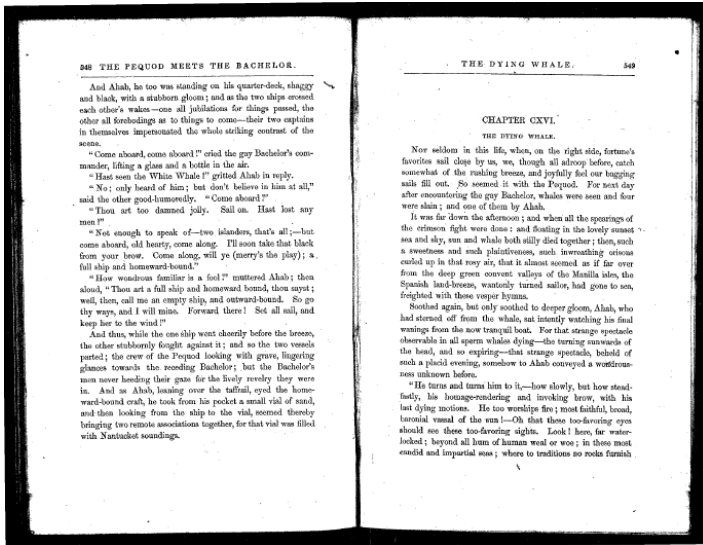 548 THE PEQUOD MEETS THE BACHELOR.
And Ahab, he too was standing on his quarter-deck, shaggy
and black, with a stubborn gloom; and as the two ships crossed
each other's wakes—one all jubilations for things passed, the
other all forebodings as to things to come—their two captains
in themselves impersonated the whole striking contrast of the
scene.
"Come aboard, come aboard!" cried the gay Bachelor's com-
mander, lifting a glass and a bottle in the air.
"Hast seen the White Whale!" gritted Ahab in reply.
"No; only heard of him; but don't believe in him at all,"
said the other good-humoredly. "Come aboard!"
"Thou art too damned jolly. Sail on. Hast lost any
men!"
"Not enough to speak of—two islanders, that's all;—but
come aboard, old hearty, come along. I'll soon take that black
from your brow. Come along, will ye (merry's the play); a
full ship and homeward-bound."
"How wondrous familiar is a fool!" muttered Ahab; then
aloud, "Thou art a full ship and homeward bound, thou sayst;
well, then, call me an empty ship, and outward-bound. So go
thy ways, and I will mine. Forward there! Set all sail, and
keep her to the wind!"
And thus, while the one ship went cheerily before the breeze,
the other stubbornly fought against it; and so the two vessels
parted; the crew of the Pequod looking with grave, lingering
glances towards the receding Bachelor; but the Bachelor's
men never heeding their gaze for the lively revelry they were
in. And as Ahab, leaning over the taffrail, eyed the home-
ward-bound craft, he took from his pocket a small vial of sand,
and then looking from the ship to the vial, seemed thereby
bringing two remote associations together, for that vial was filled
with Nantucket soundings.
THE DYING WHALE. 549
CHAPTER CXVI.
THE DYING WHALE.
NOT seldom in this life, when, on the right side, fortune's
favorites sail close by us, we, though all adroop before, catch
somewhat of the rushing breeze, and joyfully feel our bagging
sails fill out. So seemed it with the Pequod. For next day
after encountering the gay Bachelor, whales were seen and four
were slain; and one of them by Ahab.
It was far down the afternoon; and when all the spearings of
the crimson fight were done: and floating in the lovely sunset
sea and sky, sun and whale both stilly died together; then, such
a sweetness and such plaintiveness, such inwreathing orisons
curled up in that rosy air, that it almost seemed as if far over
from the deep green convent valleys of the Manilla isles, the
Spanish land-breeze, wantonly turned sailor, had gone to sea,
freighted with these vesper hymns.
Soothed again, but only soothed to deeper gloom, Ahab, who
had sterned off from the whale, sat intently watching his final
wanings from the now tranquil boat. For that strange spectacle
observable in all sperm whales dying—the turning sunwards of
the head, and so expiring—that strange spectacle, beheld of
such a placid evening, somehow to Ahab conveyed a wondrous-
ness unknown before.
"He turns and turns him to it,—how slowly, but how stead-
fastly, his homage-rendering and invoking brow, with his
last dying motions. He too worships fire; most faithful, broad,
baronial vassal of the sun!—Oh that these too-favoring eyes
should see these too-favoring sights. Look! here, far water-
locked; beyond all hum of human weal or woe; in these most
candid and impartial seas; where to traditions no rocks furnish